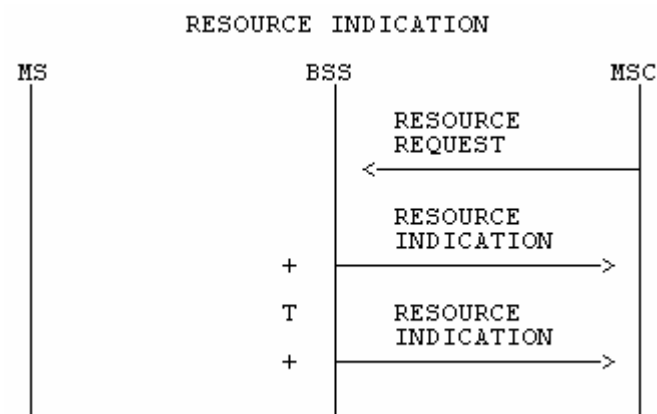 RESOURCE INDICATION
MS BSS MSC
RESOURCE
REQUEST
RESOURCE
INDICATION
+
T RESOURCE
INDICATION
+